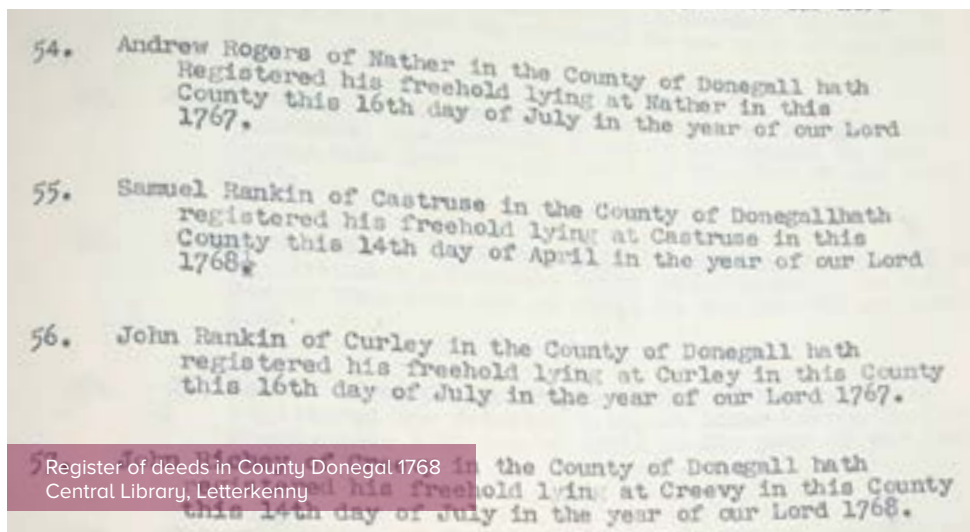 54. Andrew Rogers of Nather in the County of Donegall hath
Registered his freehold lying at Nather in this
County this 16th day of July in the year of our Lord
1767.
55. Samuel Rankin of Castruse in the County of Donegallhath
registered his freehold lying at Castruse in this
County this 14th day of April in the year of our Lord
1768.
56. John Rankin of Curley in the County of Donegall hath
registered his freehold lying at Curley in this County
this 16th day of July in the year of our Lord 1767.
57. John in the County of Donegall hath
registered his freehold lying at Creevy in this County
this 14th day of July in the year of our Lord 1768.
Register of deeds in County Donegal 1768
Central Library, Letterkenny